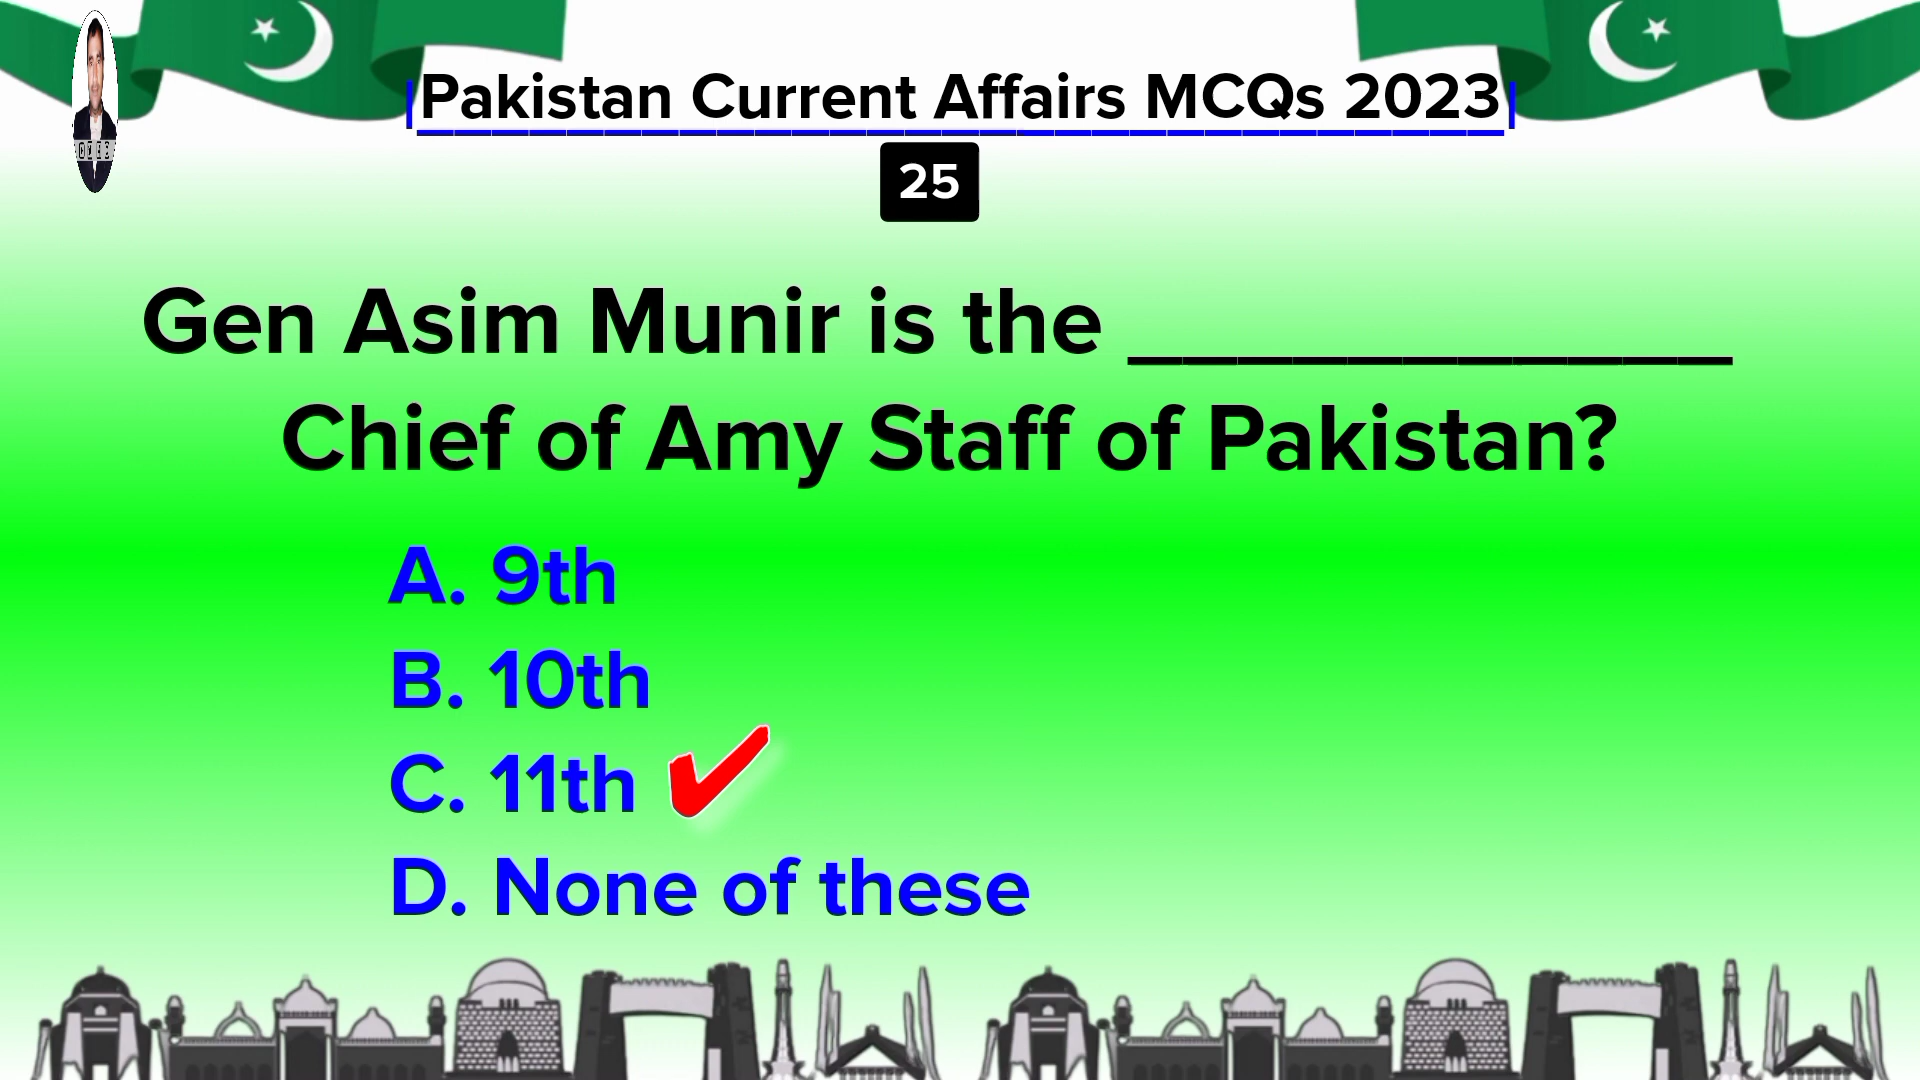 Pakistan Current Affairs MCQs 2023
25
Gen Asim Munir is the ___________
Chief of Amy Staff of Pakistan?
A. 9th
B. 10th
C. 11th
D. None of these